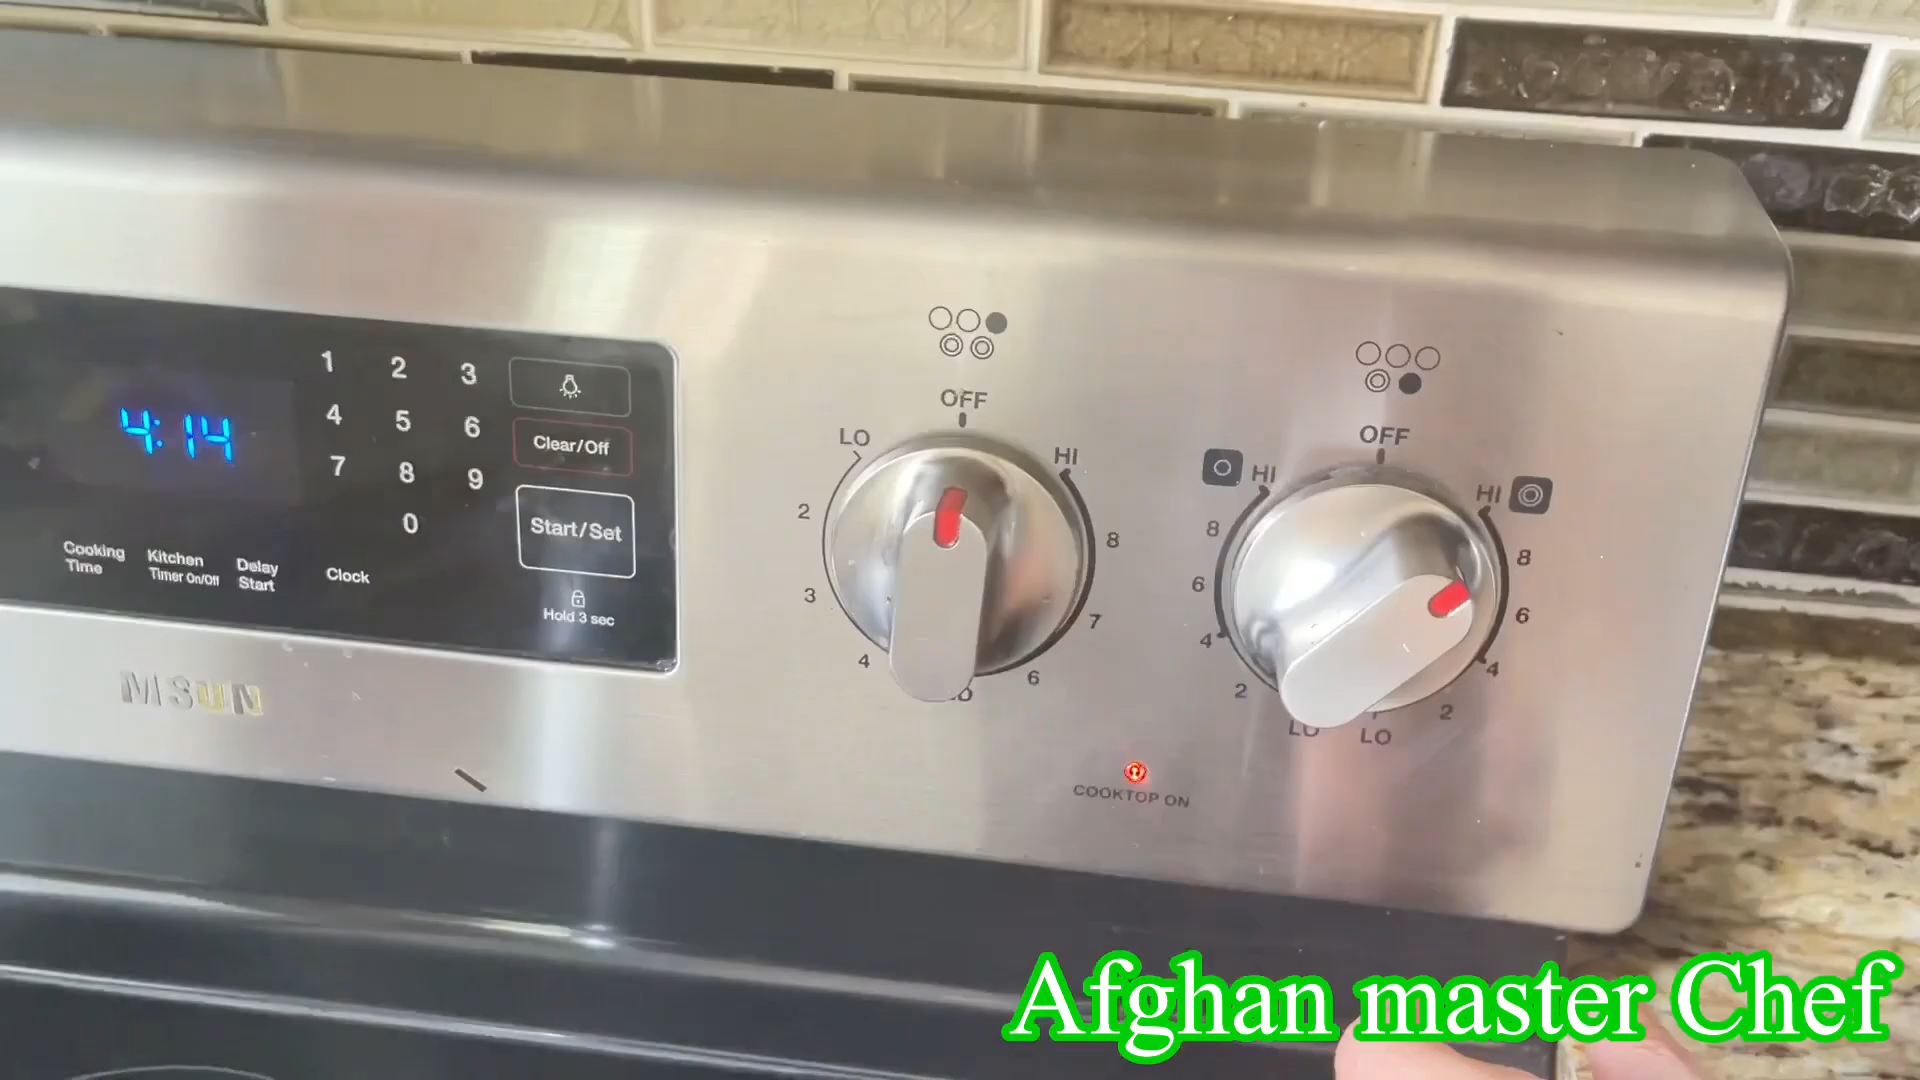 4:14
1 2 3
4 5 6
7 8 9
0
Clear/Off
Start/Set
Hold 3 sec
Cooking Time
Kitchen Timer On/Off
Delay Start
Clock
MSUN
OFF
LO
HI
2
8
3
7
4
6
OFF
HI
HI
8
8
6
6
4
4
2
2
LO
LO
COOKTOP ON
Afghan master Chef